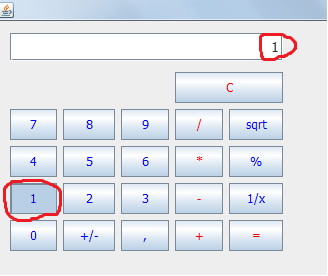 1
C
7 8 9 / sqrt
4 5 6 * %
1 2 3 - 1/x
0 +/- , + =